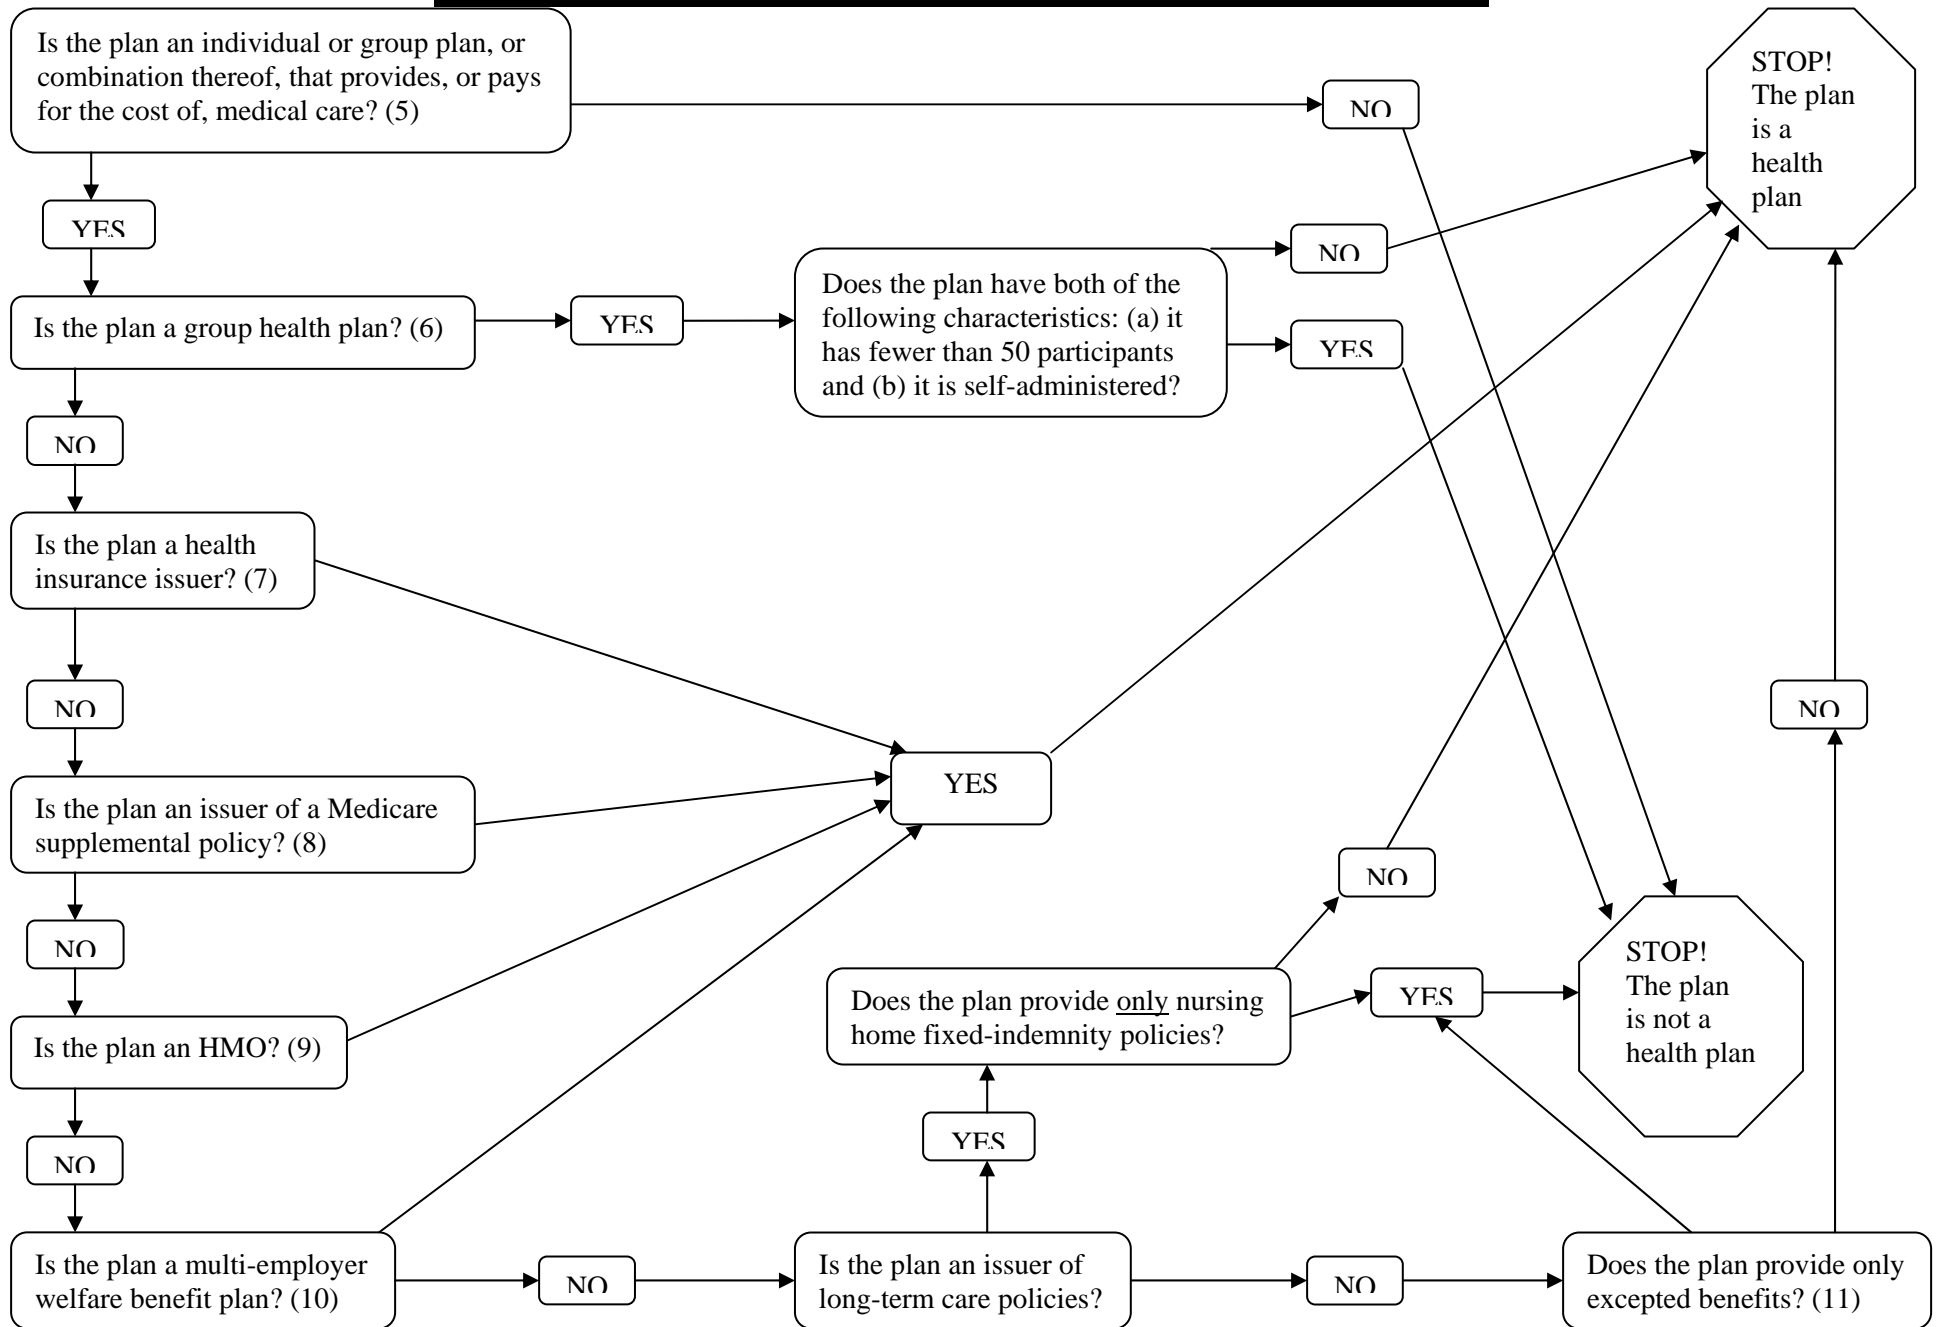 Is the plan an individual or group plan, or
combination thereof, that provides, or pays
for the cost of, medical care? (5)
NO
STOP!
The plan
is a
health
plan
YES
Is the plan a group health plan? (6)
YES
Does the plan have both of the
following characteristics: (a) it
has fewer than 50 participants
and (b) it is self-administered?
NO
YES
NO
Is the plan a health
insurance issuer? (7)
NO
YES
NO
Is the plan an issuer of a Medicare
supplemental policy? (8)
NO
NO
Is the plan an HMO? (9)
Does the plan provide only nursing
home fixed-indemnity policies?
YES
STOP!
The plan
is not a
health plan
NO
YES
Is the plan a multi-employer
welfare benefit plan? (10)
NO
Is the plan an issuer of
long-term care policies?
NO
Does the plan provide only
excepted benefits? (11)